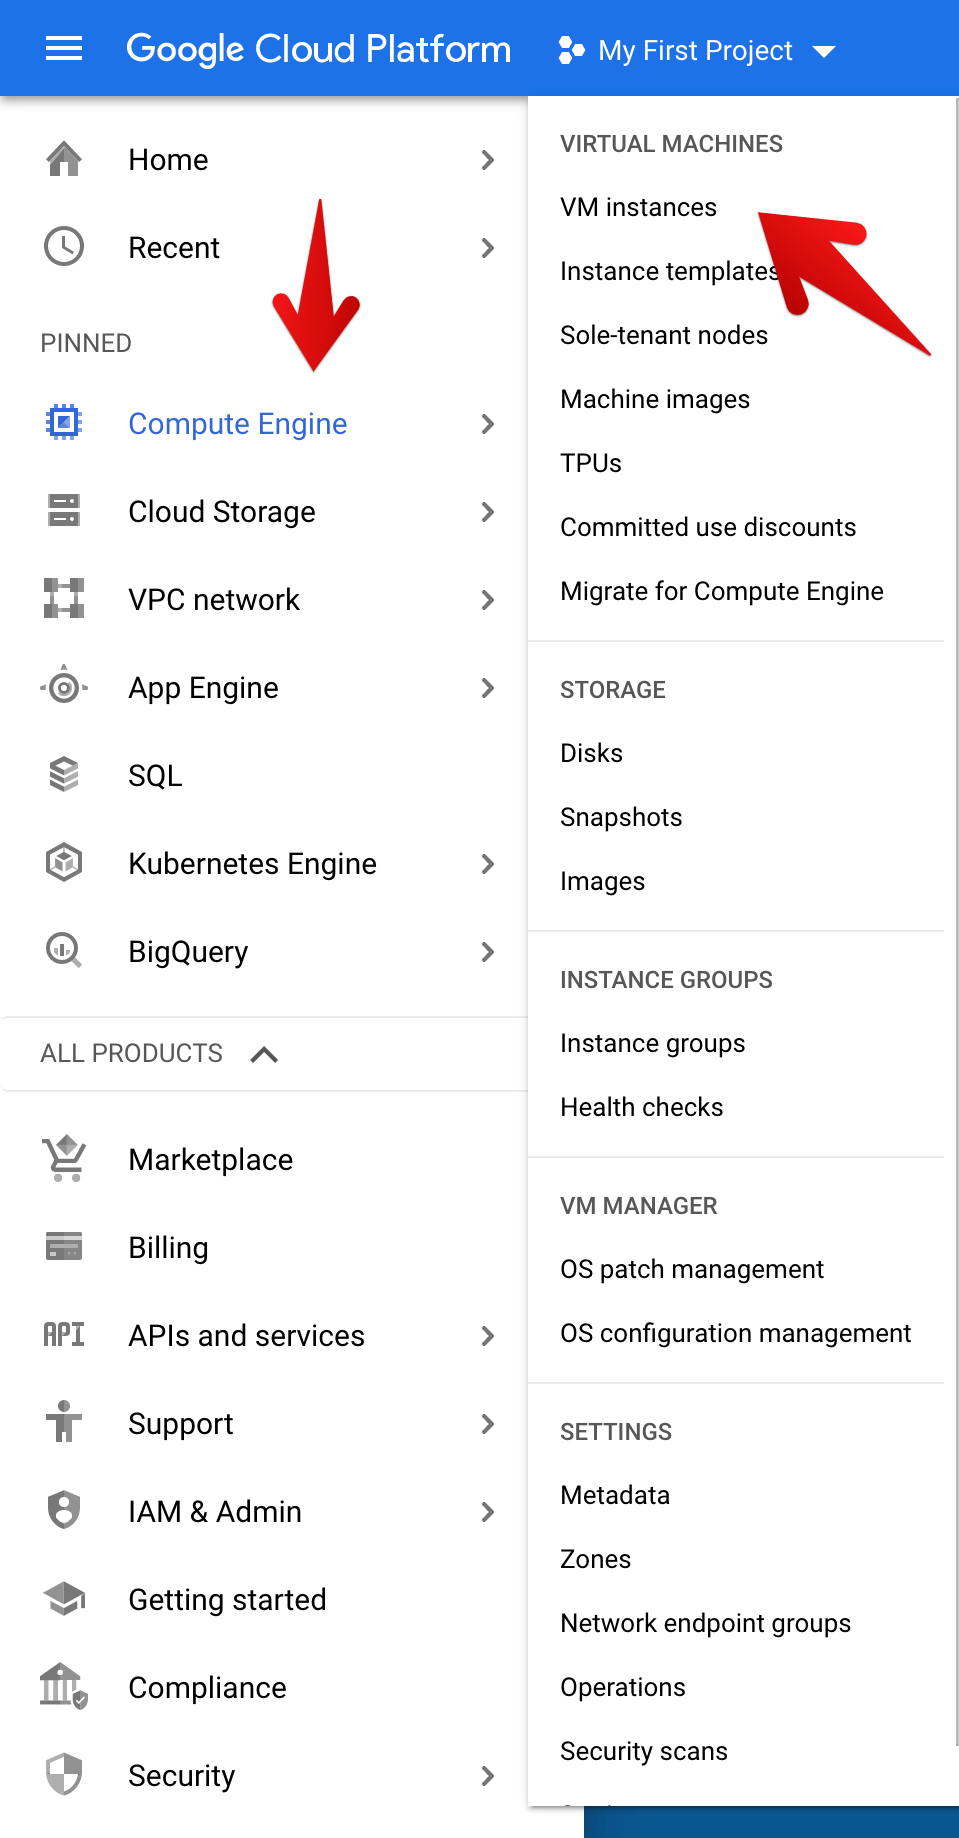 Google Cloud Platform
My First Project
Home
Recent
PINNED
Compute Engine
Cloud Storage
VPC network
App Engine
SQL
Kubernetes Engine
BigQuery
ALL PRODUCTS
Marketplace
Billing
API
APIs and services
Support
IAM & Admin
Getting started
Compliance
Security
VIRTUAL MACHINES
VM instances
Instance templates
Sole-tenant nodes
Machine images
TPUs
Committed use discounts
Migrate for Compute Engine
STORAGE
Disks
Snapshots
Images
INSTANCE GROUPS
Instance groups
Health checks
VM MANAGER
OS patch management
OS configuration management
SETTINGS
Metadata
Zones
Network endpoint groups
Operations
Security scans